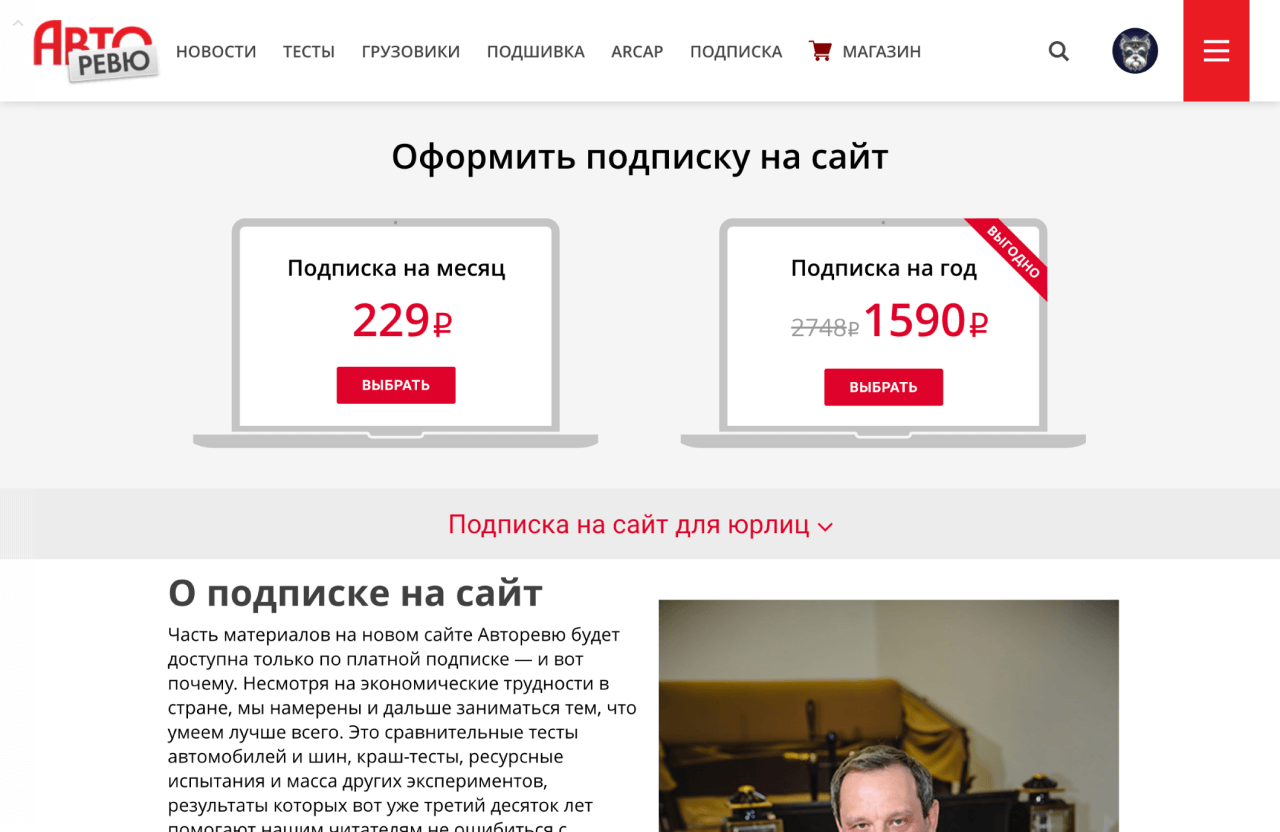 АВТО
РЕВЮ
НОВОСТИ ТЕСТЫ ГРУЗОВИКИ ПОДШИВКА ARCAP ПОДПИСКА МАГАЗИН
Оформить подписку на сайт
Подписка на месяц
229₽
ВЫБРАТЬ
ВЫГОДНО
Подписка на год
2748₽ 1590₽
ВЫБРАТЬ
Подписка на сайт для юрлиц
О подписке на сайт
Часть материалов на новом сайте Авторевю будет
доступна только по платной подписке — и вот
почему. Несмотря на экономические трудности в
стране, мы намерены и дальше заниматься тем, что
умеем лучше всего. Это сравнительные тесты
автомобилей и шин, краш-тесты, ресурсные
испытания и масса других экспериментов,
результаты которых вот уже третий десяток лет
помогают нашим читателям не ошибиться с